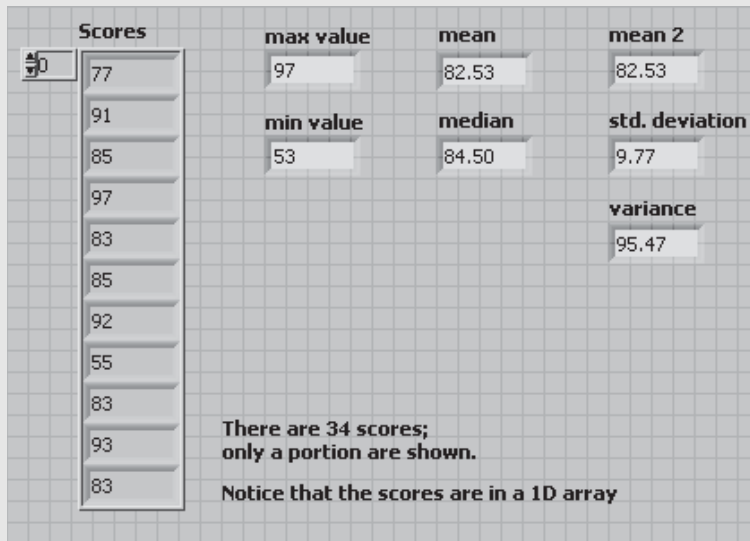 Scores
0
77
91
85
97
83
85
92
55
83
93
83
max value
97
min value
53
mean
82.53
median
84.50
mean 2
82.53
std. deviation
9.77
variance
95.47
There are 34 scores;
only a portion are shown.
Notice that the scores are in a 1D array